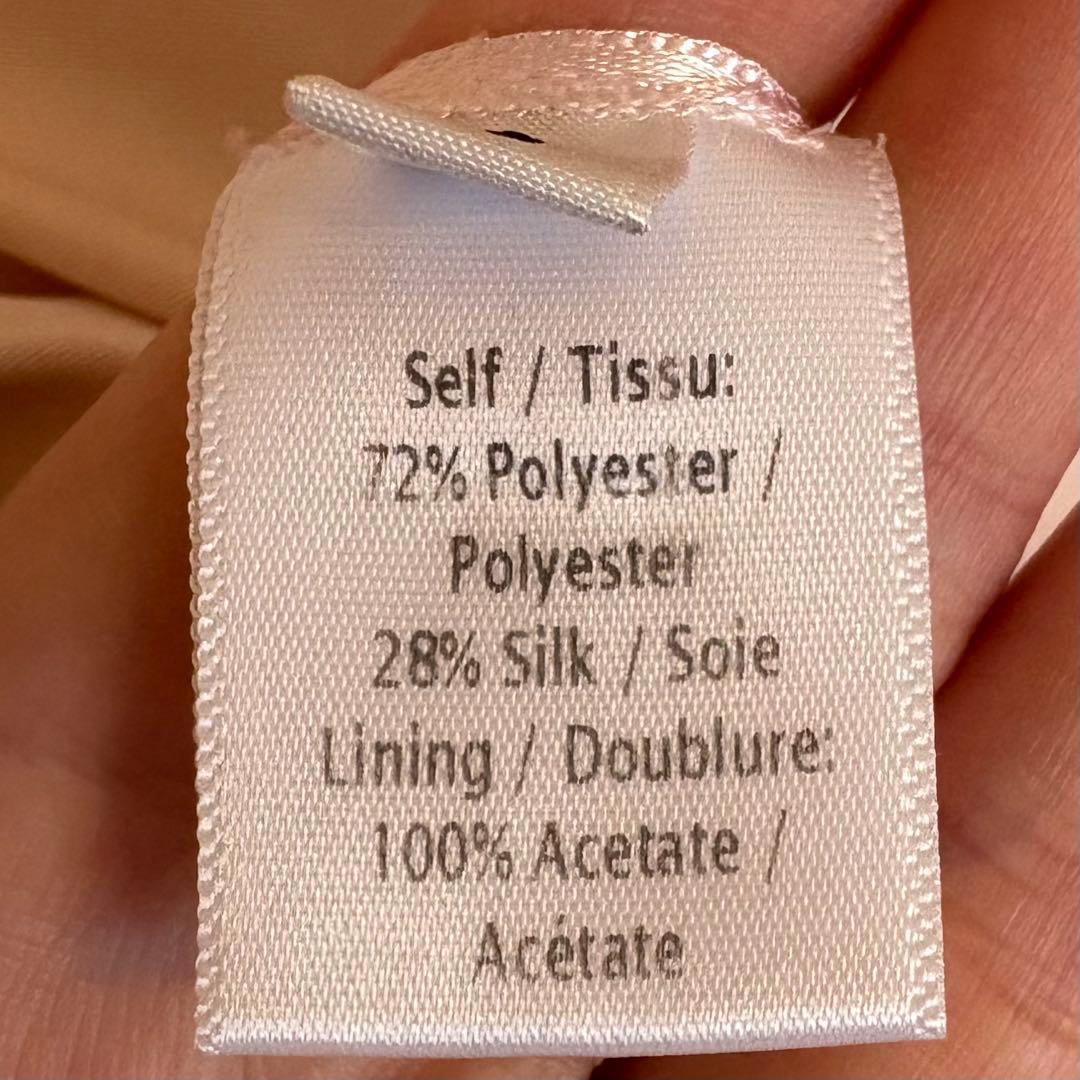 Self / Tissu:
72% Polyester /
Polyester
28% Silk / Soie
Lining / Doublure:
100% Acetate /
Acétate